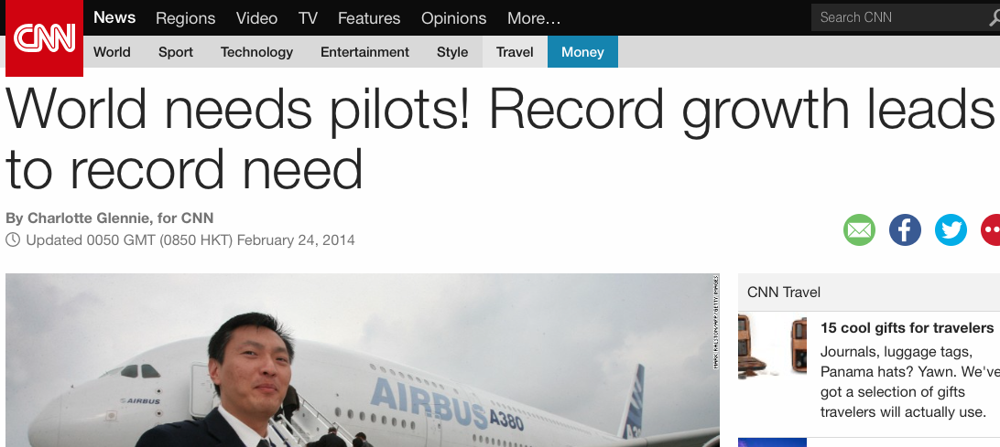 CNN
News Regions Video TV Features Opinions More...
Search CNN
World Sport Technology Entertainment Style Travel Money
World needs pilots! Record growth leads
to record need
By Charlotte Glennie, for CNN
Updated 0050 GMT (0850 HKT) February 24, 2014
MARK RALSTON/AFP/GETTY IMAGES
AIRBUS
AIRBUS A380
CNN Travel
15 cool gifts for travelers
Journals, luggage tags,
Panama hats? Yawn. We've
got a selection of gifts
travelers will actually use.